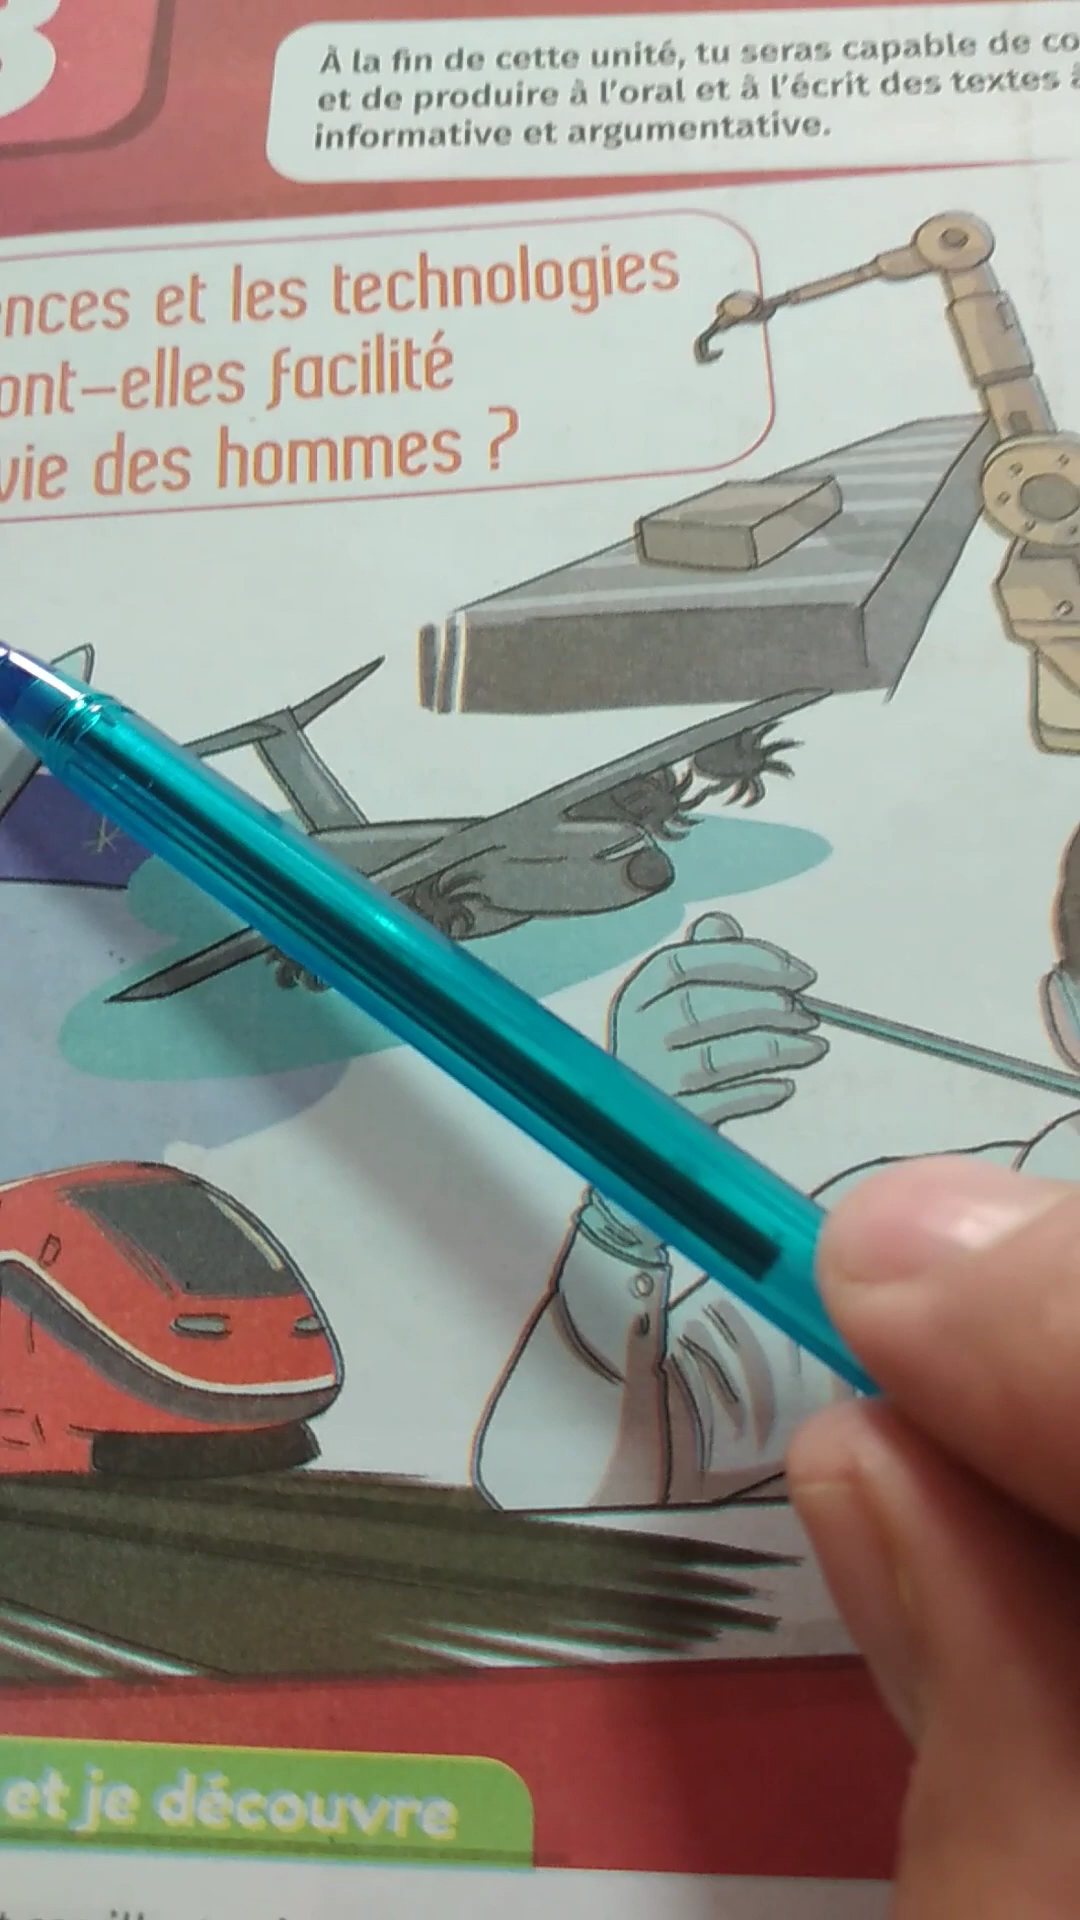 À la fin de cette unité, tu seras capable de co
et de produire à l'oral et à l'écrit des textes à
informative et argumentative.
nces et les technologies
ont-elles facilité
vie des hommes ?
et je découvre